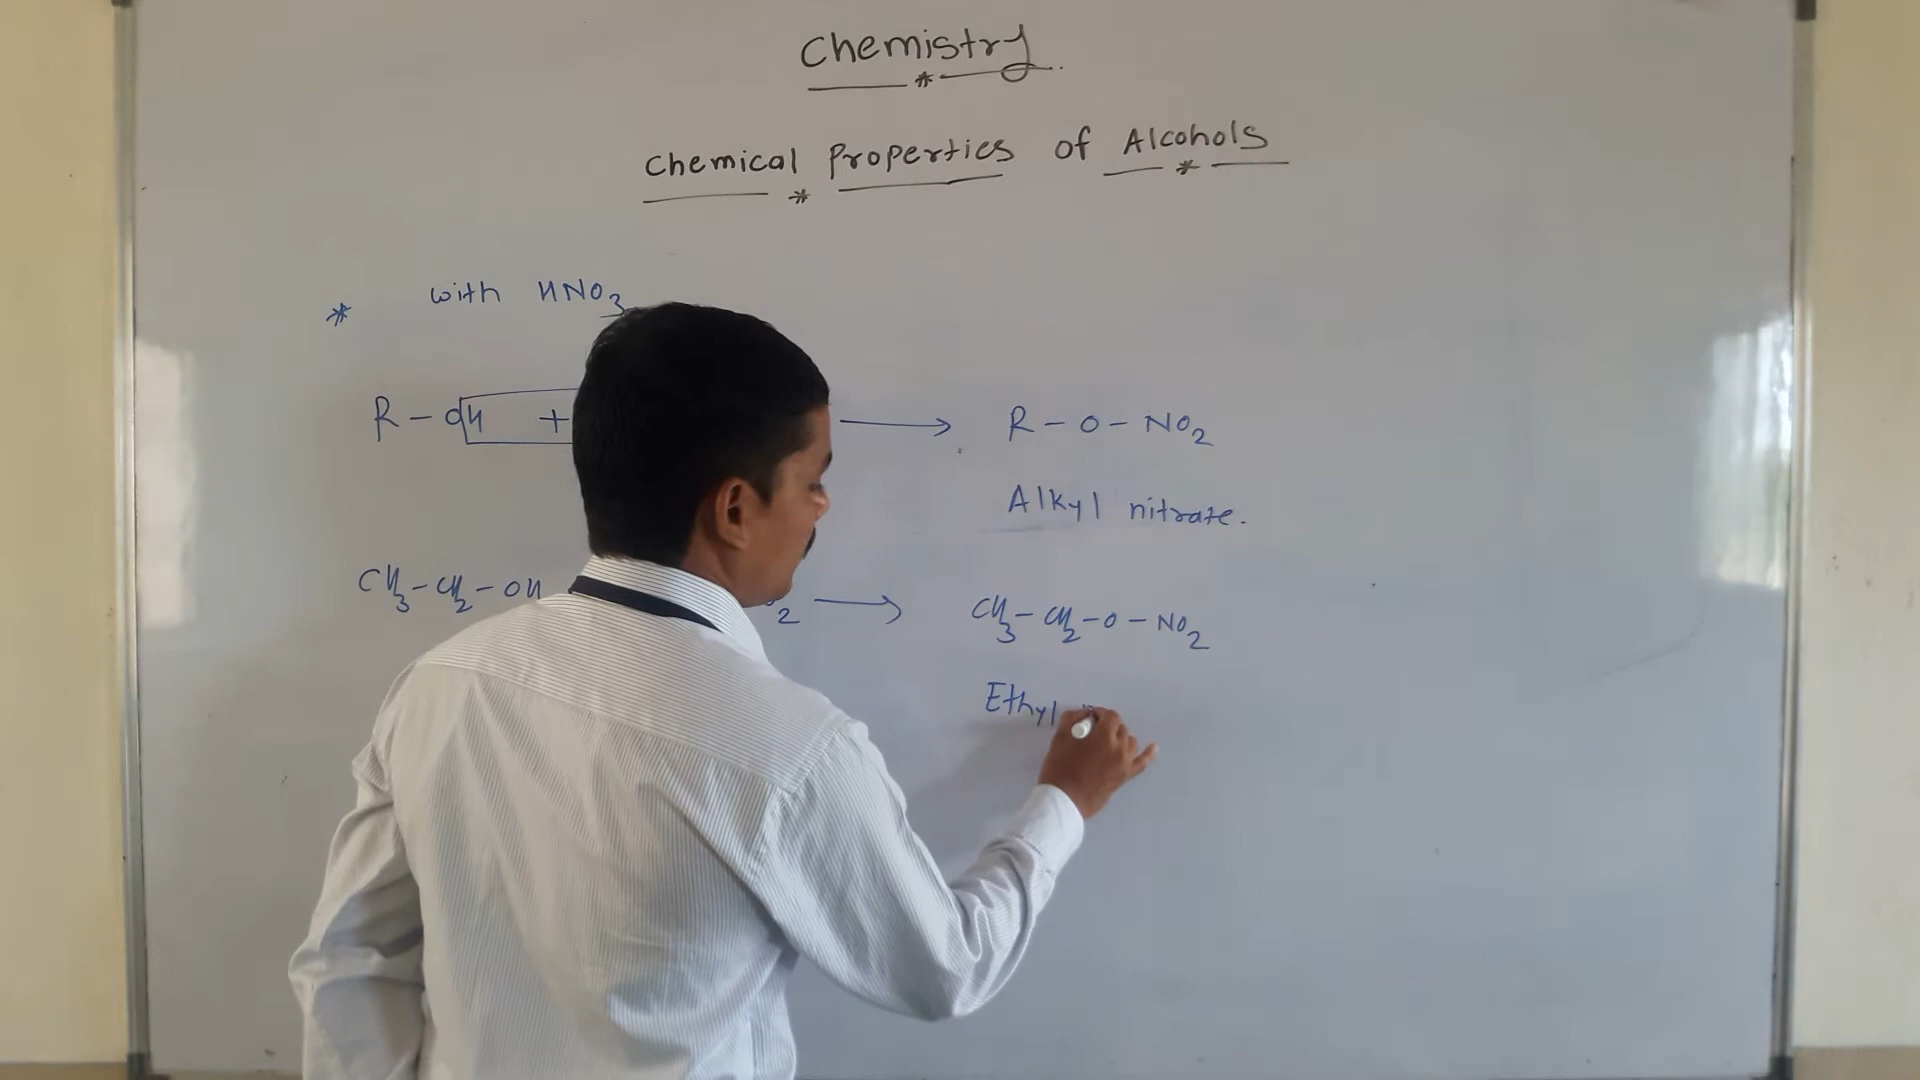 Chemistry
Chemical Properties of Alcohols
* with HNO3
R - OH + → R - O - NO2
Alkyl nitrate.
CH3 - CH2 - OH 2 → CH3 - CH2 - O - NO2
Ethyl